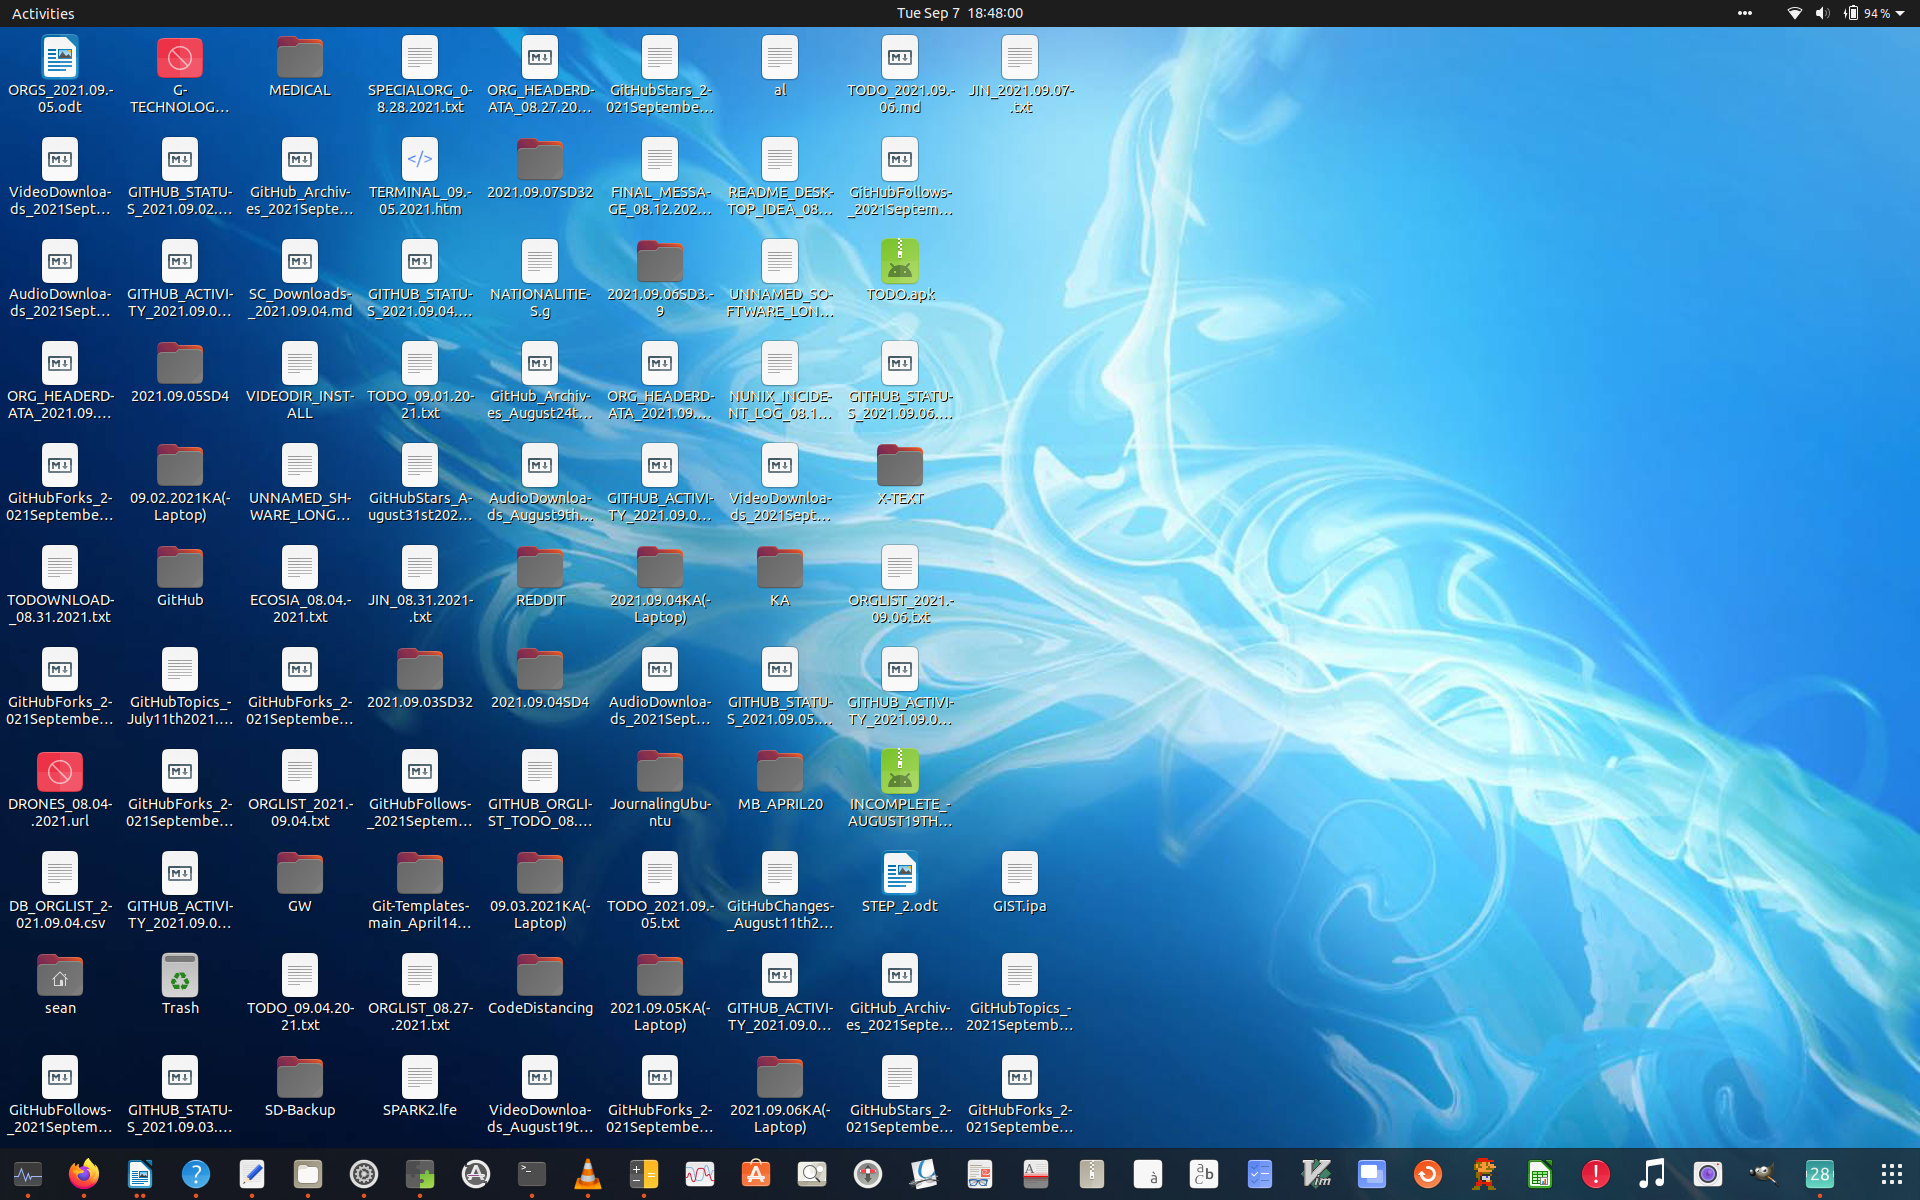 Activities
Tue Sep 7 18:48:00
94 %
ORGS_2021.09.-
05.odt
G-
TECHNOLOG...
MEDICAL
SPECIALORG_0-
8.28.2021.txt
ORG_HEADERD-
ATA_08.27.20...
GitHubStars_2-
021Septembe...
al
TODO_2021.09.-
06.md
JIN_2021.09.07-
.txt
VideoDownloa-
ds_2021Sept...
GITHUB_STATU-
S_2021.09.02....
GitHub_Archiv-
es_2021Septe...
TERMINAL_09.-
05.2021.htm
2021.09.07SD32
FINAL_MESSA-
GE_08.12.202...
README_DESK-
TOP_IDEA_08...
GitHubFollows-
_2021Septem...
AudioDownloa-
ds_2021Sept...
GITHUB_ACTIVI-
TY_2021.09.0...
SC_Downloads-
_2021.09.04.md
GITHUB_STATU-
S_2021.09.04....
NATIONALITIE-
S.g
2021.09.06SD3.-
9
UNNAMED_SO-
FTWARE_LON...
TODO.apk
ORG_HEADERD-
ATA_2021.09....
2021.09.05SD4
VIDEODIR_INST-
ALL
TODO_09.01.20-
21.txt
GitHub_Archiv-
es_August24t...
ORG_HEADERD-
ATA_2021.09....
NUNIX_INCIDE-
NT_LOG_08.1...
GITHUB_STATU-
S_2021.09.06....
GitHubForks_2-
021Septembe...
09.02.2021KA(-
Laptop)
UNNAMED_SH-
WARE_LONG...
GitHubStars_A-
ugust31st202...
AudioDownloa-
ds_August9th...
GITHUB_ACTIVI-
TY_2021.09.0...
VideoDownloa-
ds_2021Sept...
X-TEXT
TODOWNLOAD-
_08.31.2021.txt
GitHub
ECOSIA_08.04.-
2021.txt
JIN_08.31.2021-
.txt
REDDIT
2021.09.04KA(-
Laptop)
KA
ORGLIST_2021.-
09.06.txt
GitHubForks_2-
021Septembe...
GitHubTopics_-
July11th2021....
GitHubForks_2-
021Septembe...
2021.09.03SD32
2021.09.04SD4
AudioDownloa-
ds_2021Sept...
GITHUB_STATU-
S_2021.09.05....
GITHUB_ACTIVI-
TY_2021.09.0...
DRONES_08.04-
.2021.url
GitHubForks_2-
021Septembe...
ORGLIST_2021.-
09.04.txt
GitHubFollows-
_2021Septem...
GITHUB_ORGLI-
ST_TODO_08....
JournalingUbu-
ntu
MB_APRIL20
INCOMPLETE_-
AUGUST19TH...
DB_ORGLIST_2-
021.09.04.csv
GITHUB_ACTIVI-
TY_2021.09.0...
GW
Git-Templates-
main_April14...
09.03.2021KA(-
Laptop)
TODO_2021.09.-
05.txt
GitHubChanges-
_August11th2...
STEP_2.odt
GIST.ipa
sean
Trash
TODO_09.04.20-
21.txt
ORGLIST_08.27-
.2021.txt
CodeDistancing
2021.09.05KA(-
Laptop)
GITHUB_ACTIVI-
TY_2021.09.0...
GitHub_Archiv-
es_2021Septe...
GitHubTopics_-
2021Septemb...
GitHubFollows-
_2021Septem...
GITHUB_STATU-
S_2021.09.03....
SD-Backup
SPARK2.lfe
VideoDownloa-
ds_August19t...
GitHubForks_2-
021Septembe...
2021.09.06KA(-
Laptop)
GitHubStars_2-
021Septembe...
GitHubForks_2-
021Septembe...
28